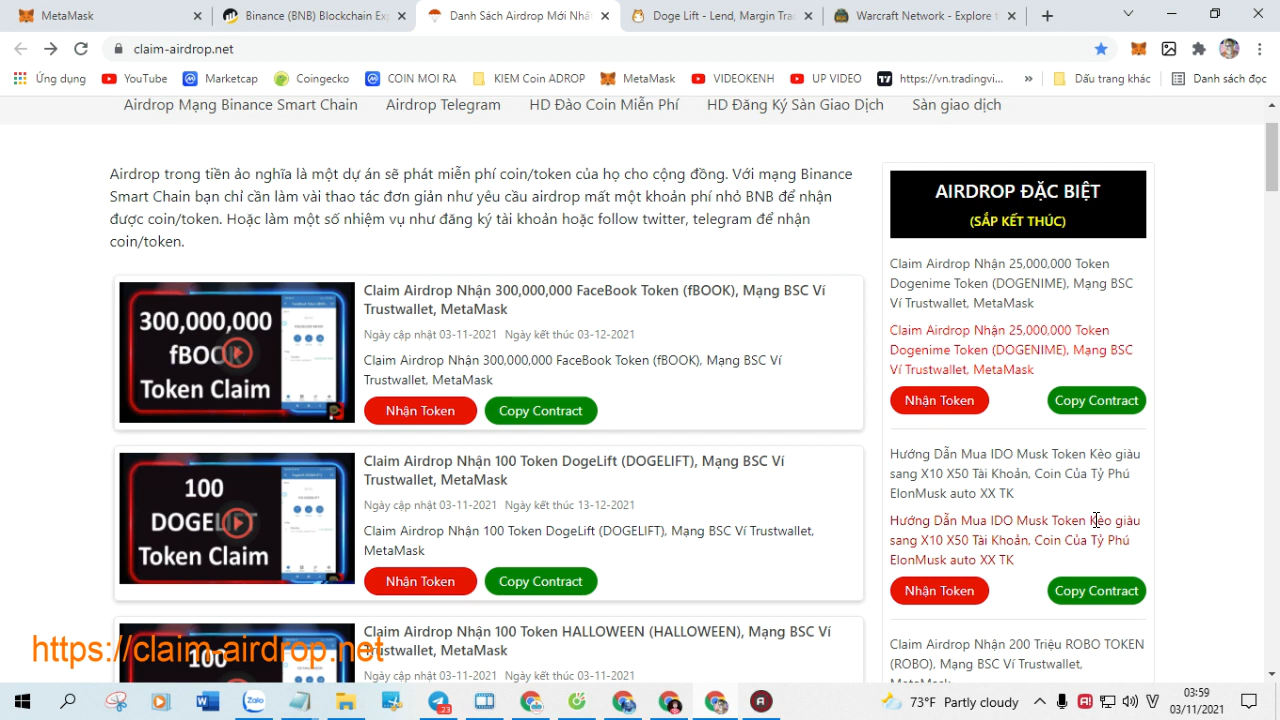 MetaMask
Binance (BNB) Blockchain Exp
Danh Sách Airdrop Mới Nhấ
Doge Lift - Lend, Margin Trad
Warcraft Network - Explore t
claim-airdrop.net
Ứng dụng
YouTube
Marketcap
Coingecko
COIN MOI RA
KIEM Coin ADROP
MetaMask
VIDEOKENH
UP VIDEO
https://vn.tradingvi...
Dấu trang khác
Danh sách đọc
Airdrop Mạng Binance Smart Chain
Airdrop Telegram
HD Đào Coin Miễn Phí
HD Đăng Ký Sàn Giao Dịch
Sàn giao dịch
Airdrop trong tiền ảo nghĩa là một dự án sẽ phát miễn phí coin/token của họ cho cộng đồng. Với mạng Binance
Smart Chain bạn chỉ cần làm vài thao tác đơn giản như yêu cầu airdrop mất một khoản phí nhỏ BNB để nhận
được coin/token. Hoặc làm một số nhiệm vụ như đăng ký tài khoản hoặc follow twitter, telegram để nhận
coin/token.
300,000,000
fBOOK
Token Claim
Claim Airdrop Nhận 300,000,000 FaceBook Token (fBOOK), Mạng BSC Ví
Trustwallet, MetaMask
Ngày cập nhật 03-11-2021 Ngày kết thúc 03-12-2021
Claim Airdrop Nhận 300,000,000 FaceBook Token (fBOOK), Mạng BSC Ví
Trustwallet, MetaMask
Nhận Token
Copy Contract
100
DOGELIFT
Token Claim
Claim Airdrop Nhận 100 Token DogeLift (DOGELIFT), Mạng BSC Ví
Trustwallet, MetaMask
Ngày cập nhật 03-11-2021 Ngày kết thúc 13-12-2021
Claim Airdrop Nhận 100 Token DogeLift (DOGELIFT), Mạng BSC Ví Trustwallet,
MetaMask
Nhận Token
Copy Contract
100
Claim Airdrop Nhận 100 Token HALLOWEEN (HALLOWEEN), Mạng BSC Ví
Trustwallet, MetaMask
Ngày cập nhật 03-11-2021 Ngày kết thúc 03-11-2021
https://claim-airdrop.net
AIRDROP ĐẶC BIỆT
(SẮP KẾT THÚC)
Claim Airdrop Nhận 25,000,000 Token
Dogenime Token (DOGENIME), Mạng BSC
Ví Trustwallet, MetaMask
Claim Airdrop Nhận 25,000,000 Token
Dogenime Token (DOGENIME), Mạng BSC
Ví Trustwallet, MetaMask
Nhận Token
Copy Contract
Hướng Dẫn Mua IDO Musk Token Kèo giàu
sang X10 X50 Tài Khoản, Coin Của Tỷ Phú
ElonMusk auto XX TK
Hướng Dẫn Mua IDO Musk Token Kèo giàu
sang X10 X50 Tài Khoản, Coin Của Tỷ Phú
ElonMusk auto XX TK
Nhận Token
Copy Contract
Claim Airdrop Nhận 200 Triệu ROBO TOKEN
(ROBO), Mạng BSC Ví Trustwallet,
MetaMask
Zalo
23
73°F Partly cloudy
03:59
03/11/2021